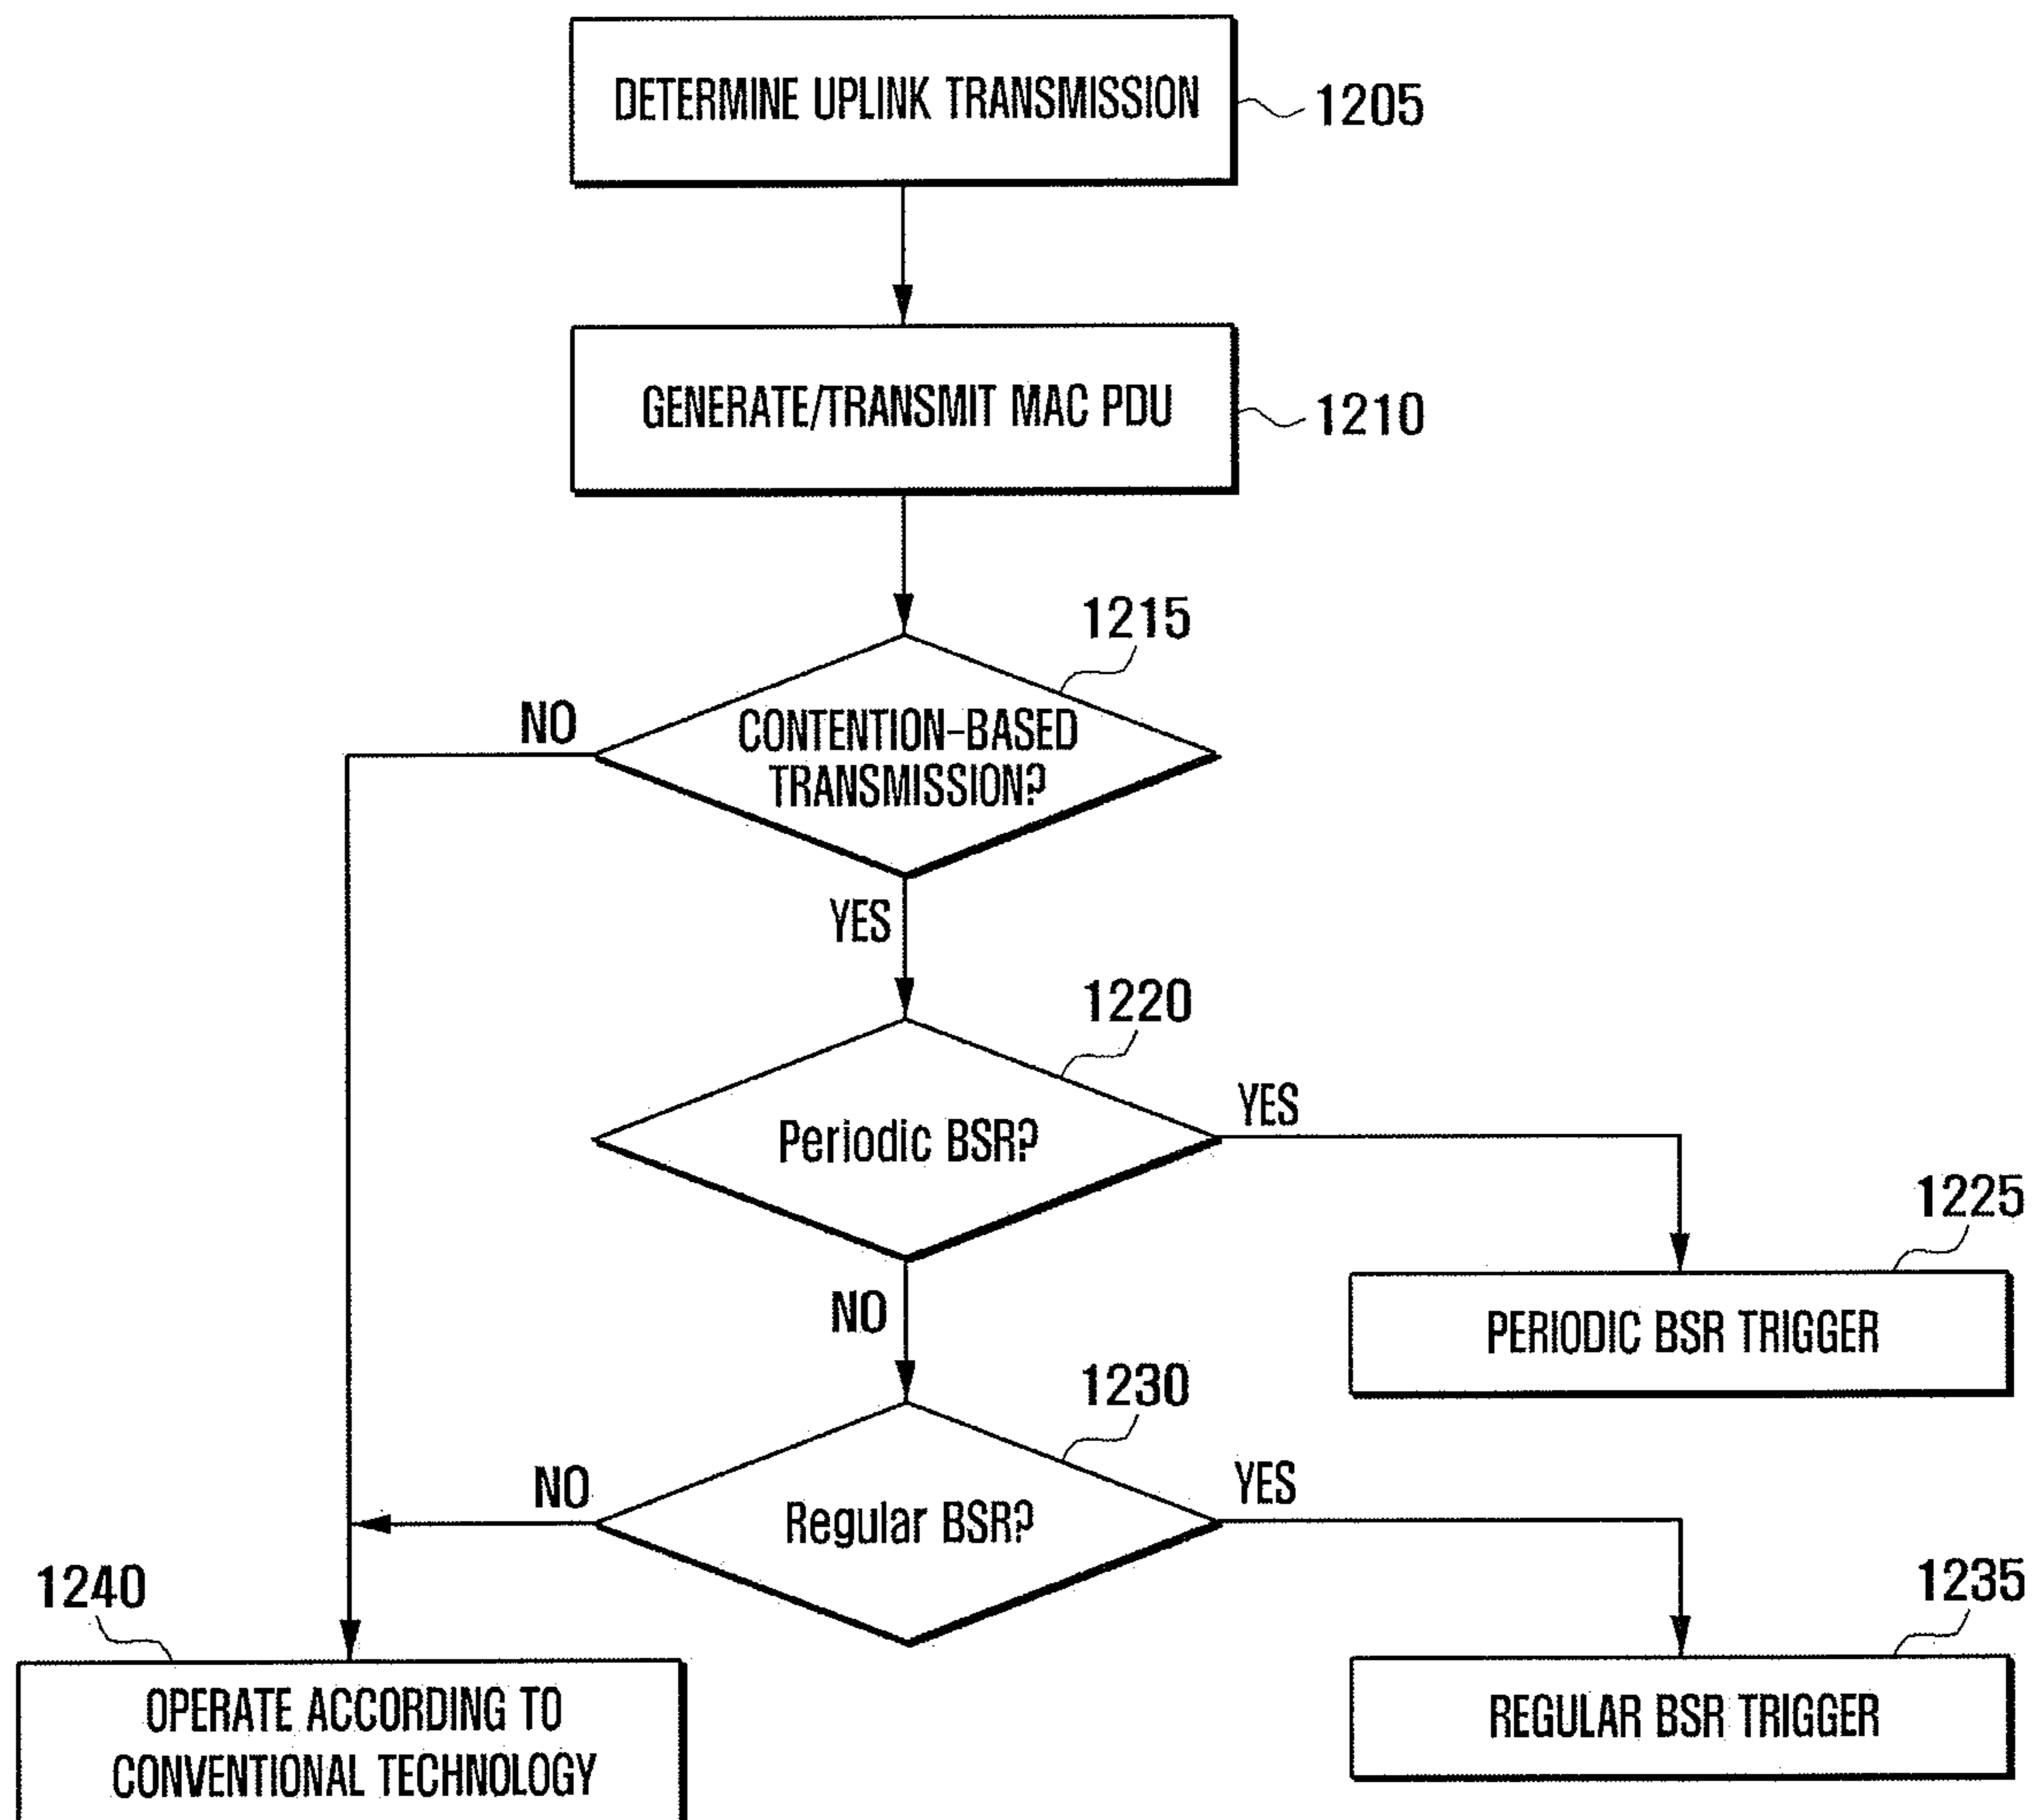 DETERMINE UPLINK TRANSMISSION
1205
GENERATE/TRANSMIT MAC PDU
1210
1215
NO
CONTENTION-BASED
TRANSMISSION?
YES
1220
Periodic BSR?
YES
1225
PERIODIC BSR TRIGGER
NO
1230
NO
Regular BSR?
YES
1240
1235
OPERATE ACCORDING TO
CONVENTIONAL TECHNOLOGY
REGULAR BSR TRIGGER